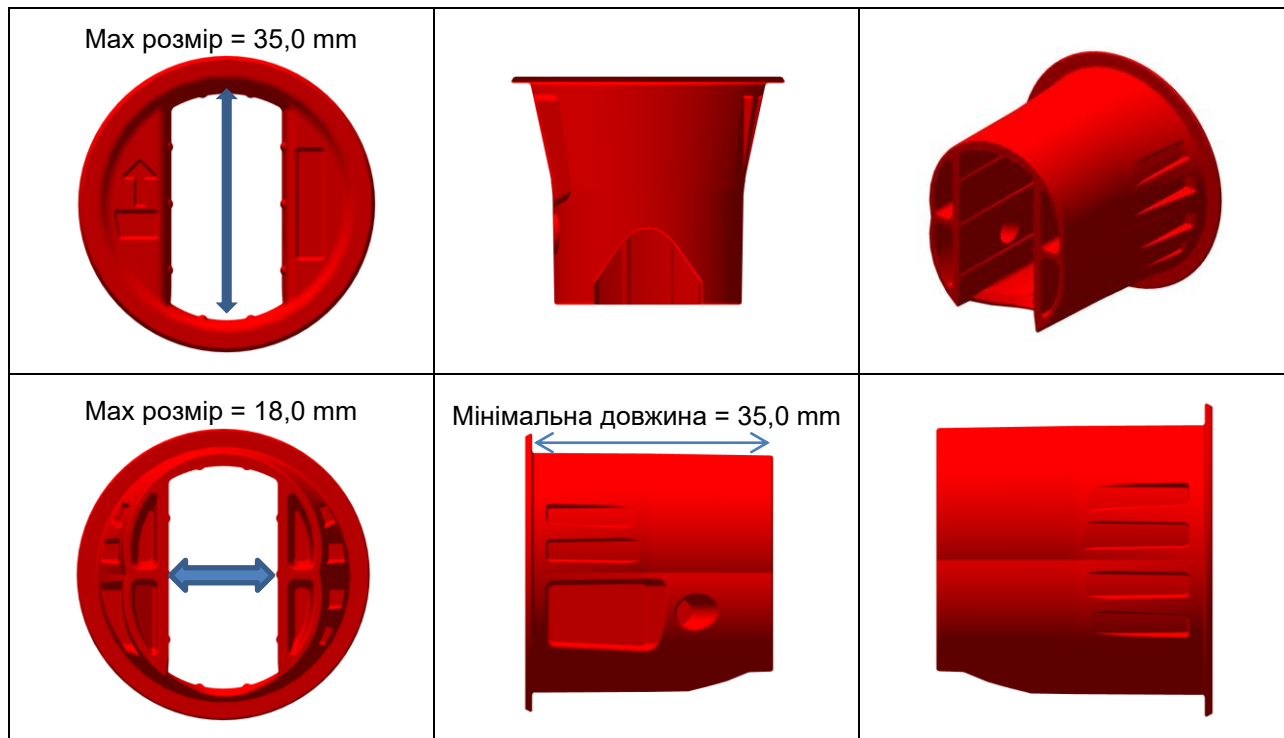 Max розмір = 35,0 mm
Max розмір = 18,0 mm
Мінімальна довжина = 35,0 mm